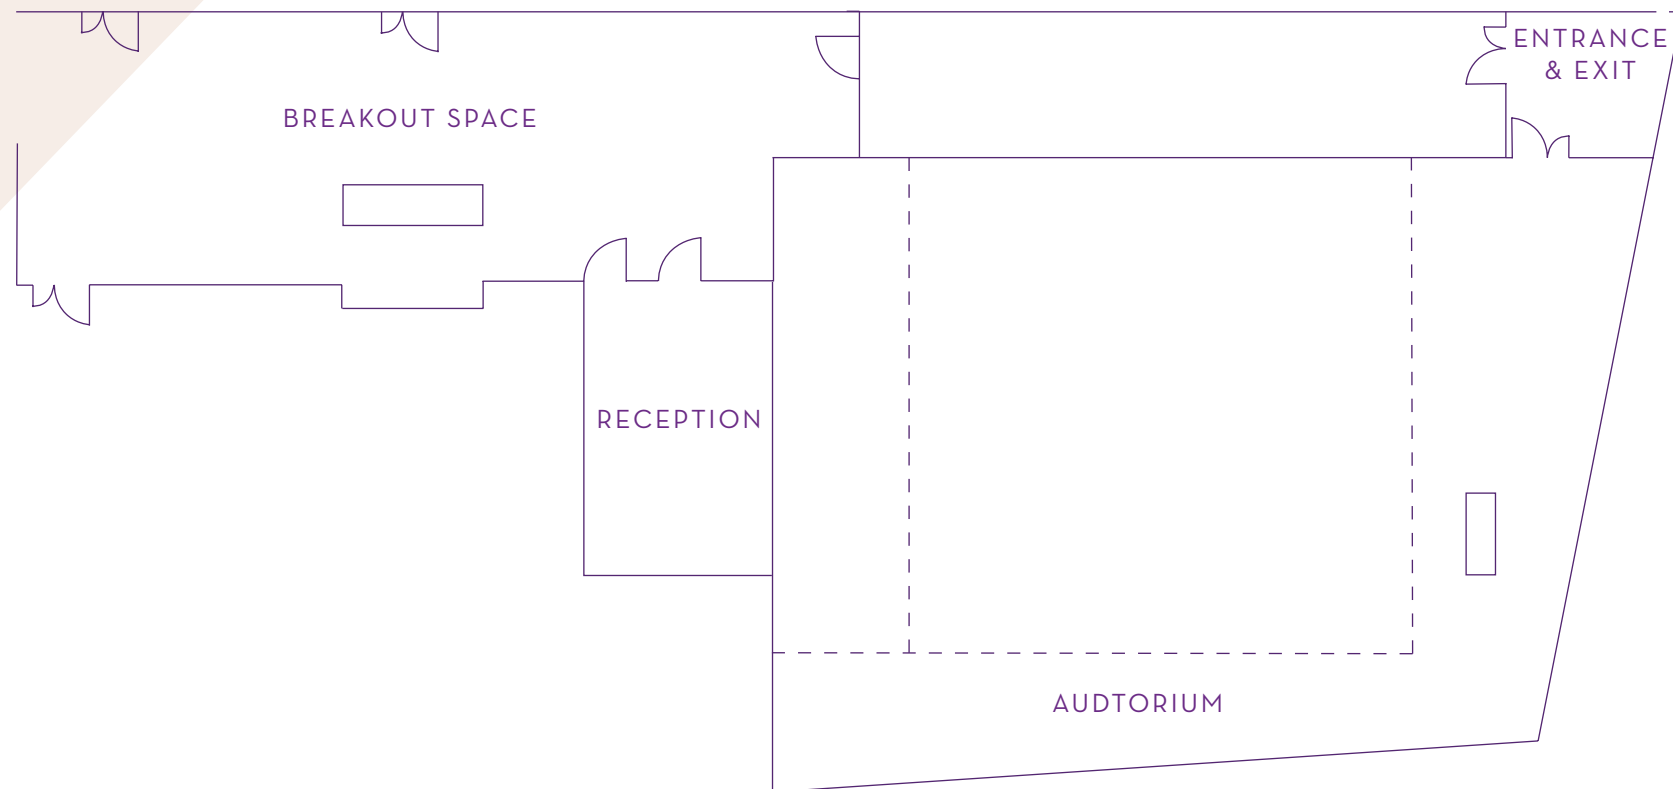 ENTRANCE
& EXIT
BREAKOUT SPACE
RECEPTION
AUDTORIUM